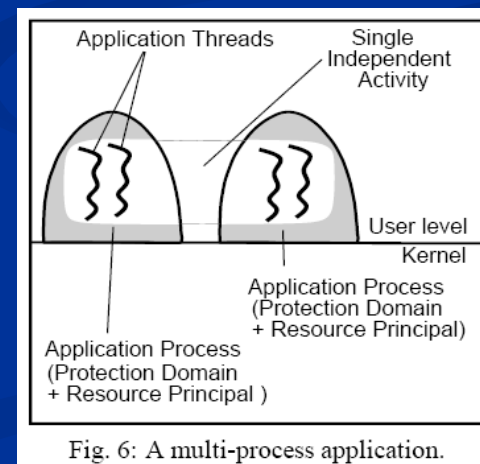 Application Threads
Single
Independent
Activity
User level
Kernel
Application Process
(Protection Domain
+ Resource Principal)
Application Process
(Protection Domain
+ Resource Principal )
Fig. 6: A multi-process application.